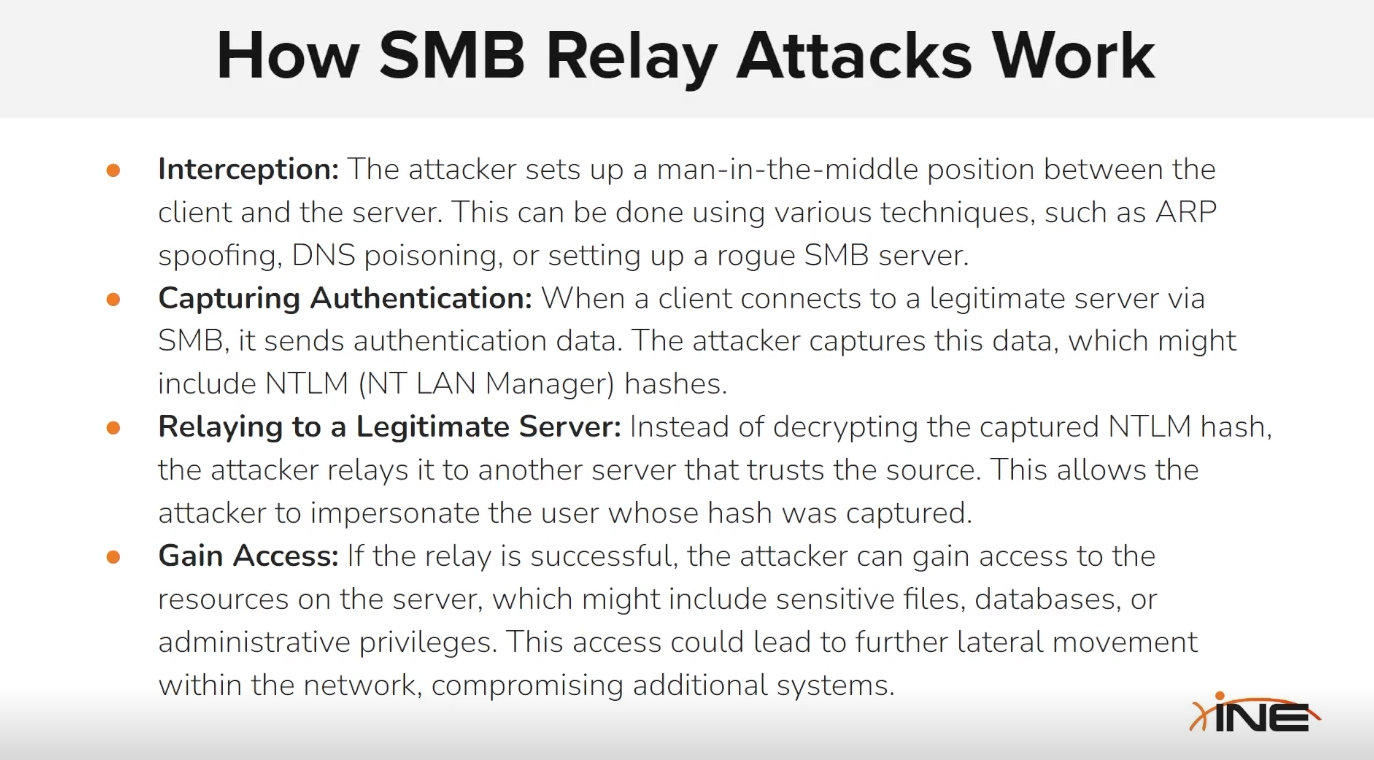 How SMB Relay Attacks Work
● Interception: The attacker sets up a man-in-the-middle position between the
client and the server. This can be done using various techniques, such as ARP
spoofing, DNS poisoning, or setting up a rogue SMB server.
● Capturing Authentication: When a client connects to a legitimate server via
SMB, it sends authentication data. The attacker captures this data, which might
include NTLM (NT LAN Manager) hashes.
● Relaying to a Legitimate Server: Instead of decrypting the captured NTLM hash,
the attacker relays it to another server that trusts the source. This allows the
attacker to impersonate the user whose hash was captured.
● Gain Access: If the relay is successful, the attacker can gain access to the
resources on the server, which might include sensitive files, databases, or
administrative privileges. This access could lead to further lateral movement
within the network, compromising additional systems.
INE